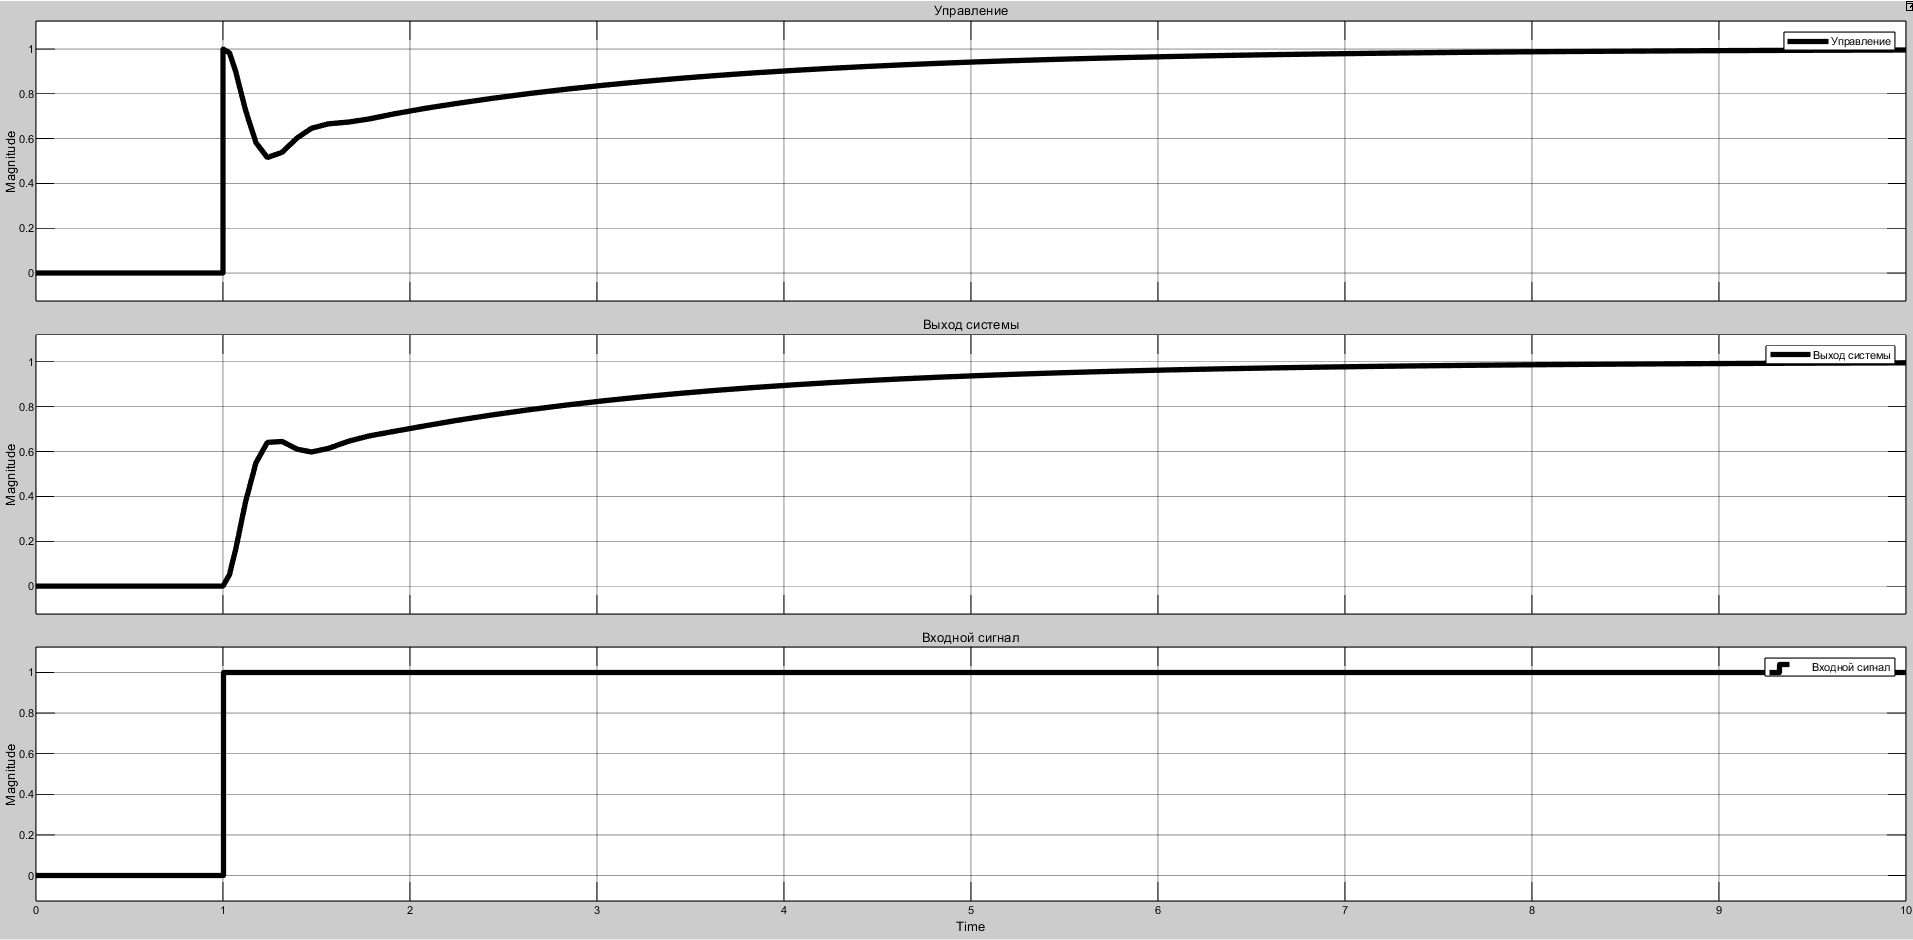 Управление
Управление
Magnitude
1
0.8
0.6
0.4
0.2
0
Выход системы
Выход системы
Magnitude
1
0.8
0.6
0.4
0.2
0
Входной сигнал
Входной сигнал
Magnitude
1
0.8
0.6
0.4
0.2
0
0 1 2 3 4 5 6 7 8 9 10
Time